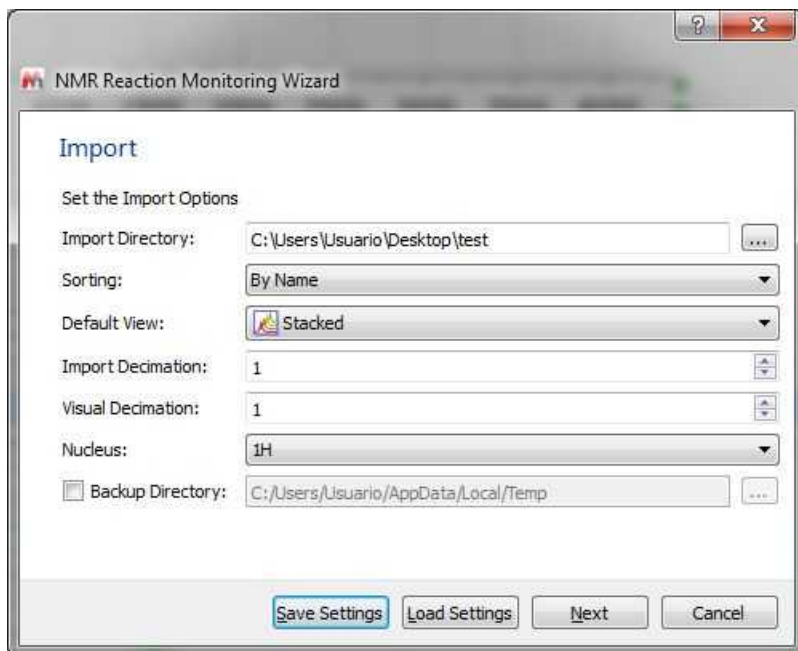 NMR Reaction Monitoring Wizard
Import
Set the Import Options
Import Directory: C:\Users\Usuario\Desktop\test ...
Sorting: By Name
Default View: Stacked
Import Decimation: 1
Visual Decimation: 1
Nucleus: 1H
Backup Directory: C:/Users/Usuario/AppData/Local/Temp ...
Save Settings Load Settings Next Cancel